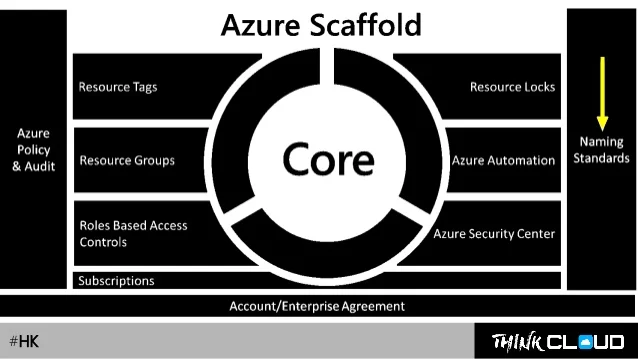 Azure Scaffold
Azure
Policy
& Audit
Resource Tags
Resource Groups
Roles Based Access
Controls
Subscriptions
Core
Resource Locks
Azure Automation
Azure Security Center
Naming
Standards
Account/Enterprise Agreement
#HK
THINK CLOUD